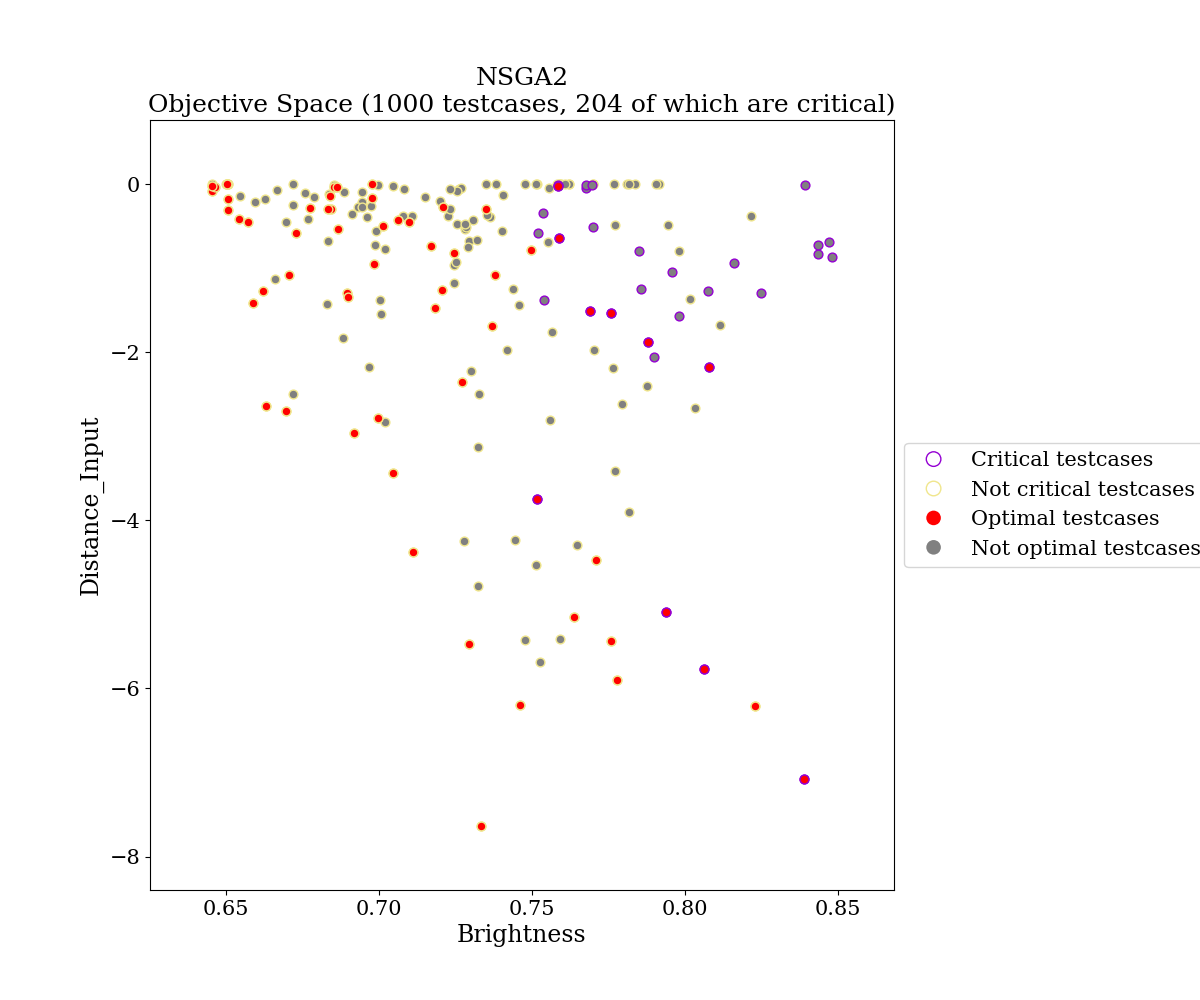 NSGA2
Objective Space (1000 testcases, 204 of which are critical)
0
−2
−4
−6
−8
Distance_Input
0.65 0.70 0.75 0.80 0.85
Brightness
Critical testcases
Not critical testcases
Optimal testcases
Not optimal testcases